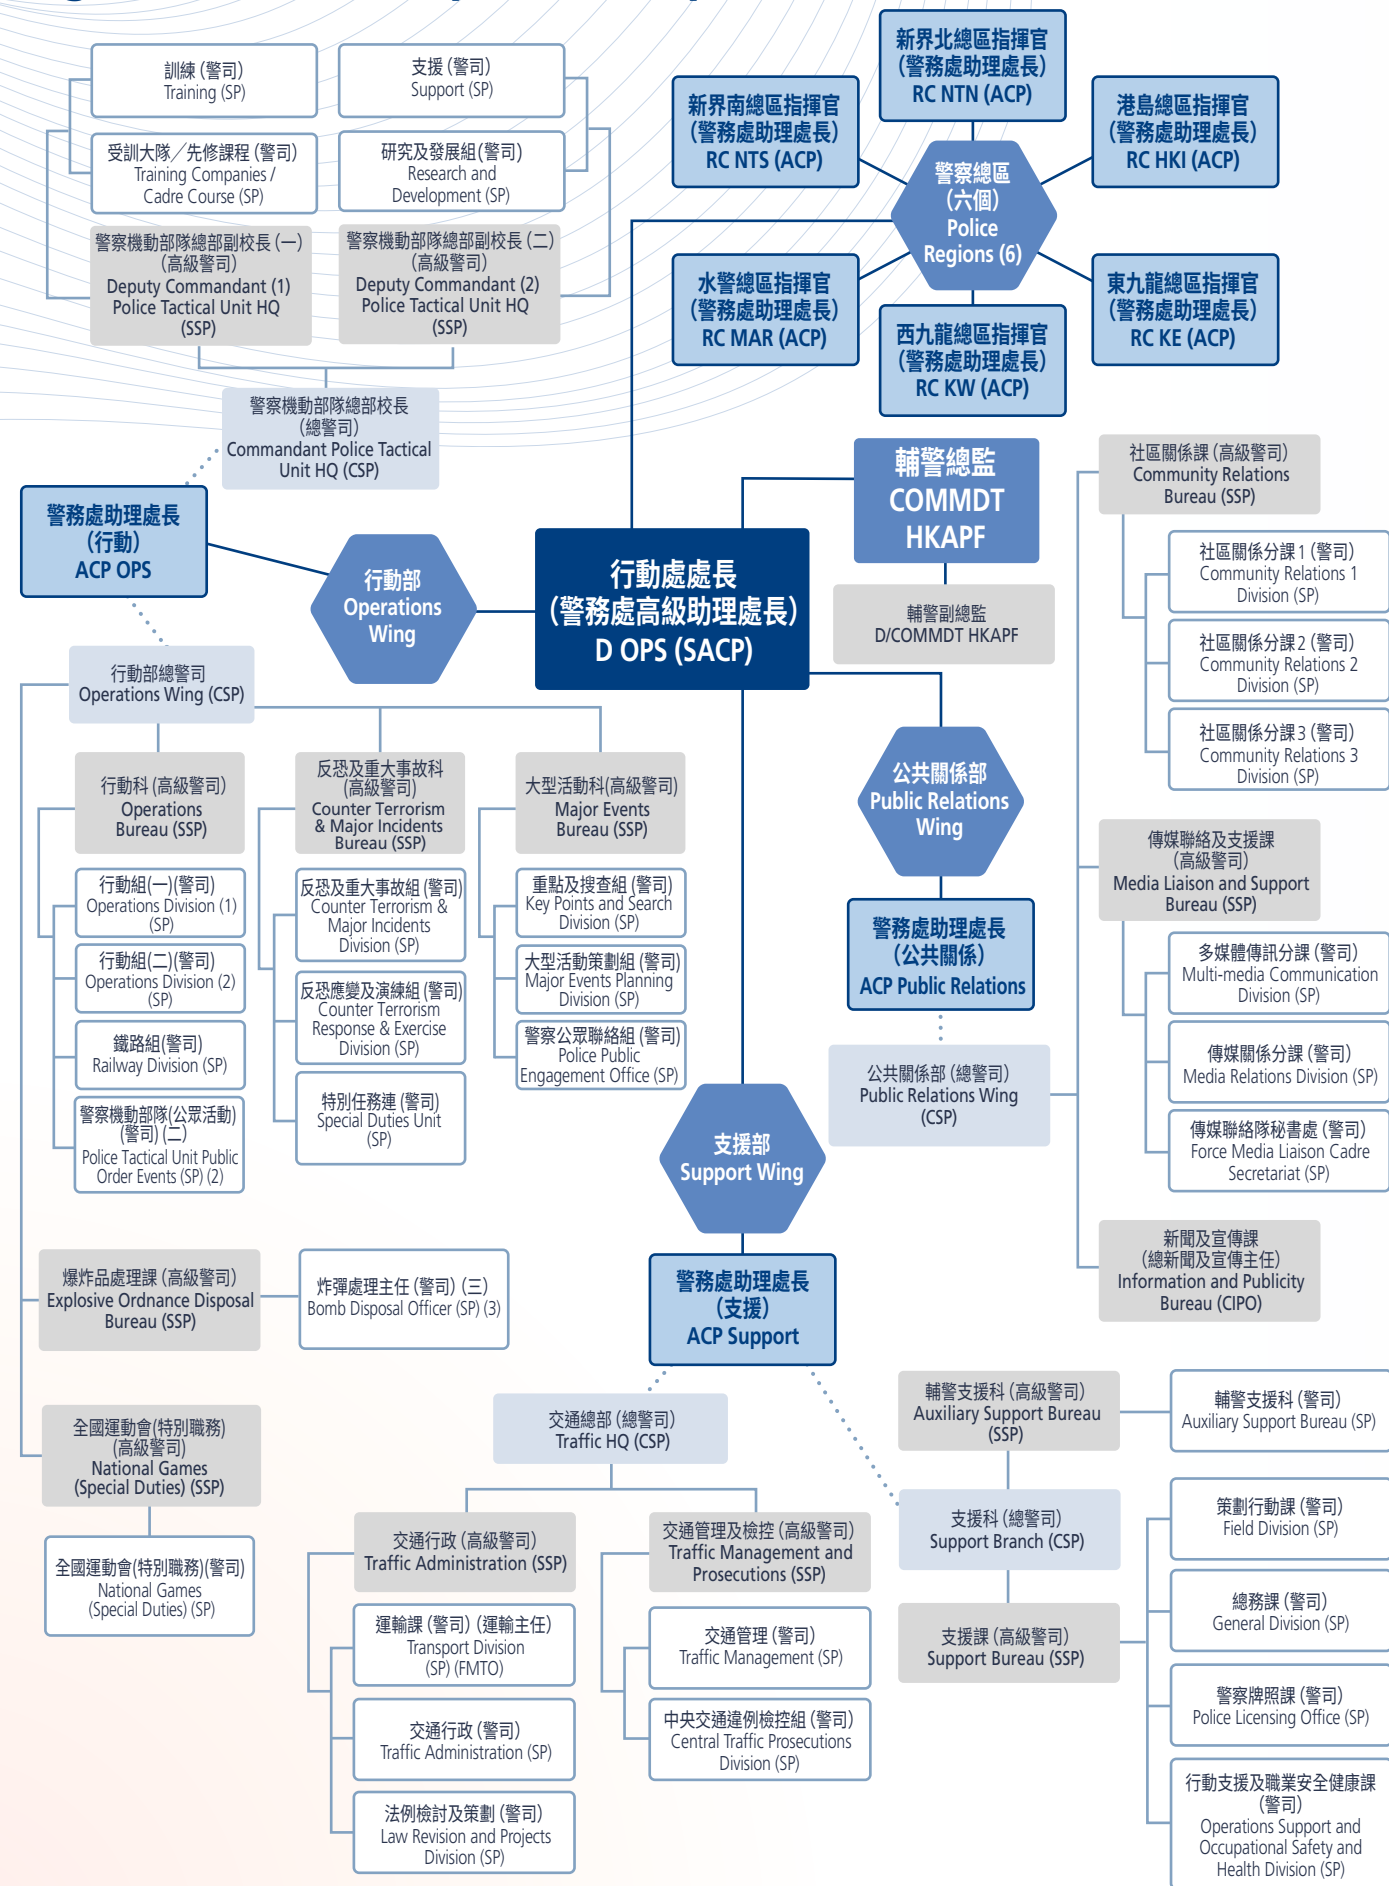 訓練 (警司)
Training (SP)
支援 (警司)
Support (SP)
受訓大隊／先修課程 (警司)
Training Companies /
Cadre Course (SP)
研究及發展組(警司)
Research and
Development (SP)
警察機動部隊總部副校長 (一)
(高級警司)
Deputy Commandant (1)
Police Tactical Unit HQ
(SSP)
警察機動部隊總部副校長 (二)
(高級警司)
Deputy Commandant (2)
Police Tactical Unit HQ
(SSP)
警察機動部隊總部校長
(總警司)
Commandant Police Tactical
Unit HQ (CSP)
新界北總區指揮官
(警務處助理處長)
RC NTN (ACP)
新界南總區指揮官
(警務處助理處長)
RC NTS (ACP)
港島總區指揮官
(警務處助理處長)
RC HKI (ACP)
警察總區
(六個)
Police
Regions (6)
水警總區指揮官
(警務處助理處長)
RC MAR (ACP)
東九龍總區指揮官
(警務處助理處長)
RC KE (ACP)
西九龍總區指揮官
(警務處助理處長)
RC KW (ACP)
警務處助理處長
(行動)
ACP OPS
行動部
Operations
Wing
行動處處長
(警務處高級助理處長)
D OPS (SACP)
輔警總監
COMMDT
HKAPF
輔警副總監
D/COMMDT HKAPF
行動部總警司
Operations Wing (CSP)
行動科 (高級警司)
Operations
Bureau (SSP)
行動組(一)(警司)
Operations Division (1)
(SP)
行動組(二)(警司)
Operations Division (2)
(SP)
鐵路組(警司)
Railway Division (SP)
警察機動部隊(公眾活動)
(警司) (二)
Police Tactical Unit Public
Order Events (SP) (2)
反恐及重大事故科
(高級警司)
Counter Terrorism
& Major Incidents
Bureau (SSP)
反恐及重大事故組 (警司)
Counter Terrorism &
Major Incidents
Division (SP)
反恐應變及演練組 (警司)
Counter Terrorism
Response & Exercise
Division (SP)
特別任務連 (警司)
Special Duties Unit
(SP)
大型活動科(高級警司)
Major Events
Bureau (SSP)
重點及搜查組 (警司)
Key Points and Search
Division (SP)
大型活動策劃組 (警司)
Major Events Planning
Division (SP)
警察公眾聯絡組 (警司)
Police Public
Engagement Office (SP)
爆炸品處理課 (高級警司)
Explosive Ordnance Disposal
Bureau (SSP)
炸彈處理主任 (警司) (三)
Bomb Disposal Officer (SP) (3)
全國運動會(特別職務)
(高級警司)
National Games
(Special Duties) (SSP)
全國運動會(特別職務)(警司)
National Games
(Special Duties) (SP)
公共關係部
Public Relations
Wing
警務處助理處長
(公共關係)
ACP Public Relations
公共關係部 (總警司)
Public Relations Wing
(CSP)
社區關係課 (高級警司)
Community Relations
Bureau (SSP)
社區關係分課1 (警司)
Community Relations 1
Division (SP)
社區關係分課2 (警司)
Community Relations 2
Division (SP)
社區關係分課3 (警司)
Community Relations 3
Division (SP)
傳媒聯絡及支援課
(高級警司)
Media Liaison and Support
Bureau (SSP)
多媒體傳訊分課 (警司)
Multi-media Communication
Division (SP)
傳媒關係分課 (警司)
Media Relations Division (SP)
傳媒聯絡隊秘書處 (警司)
Force Media Liaison Cadre
Secretariat (SP)
新聞及宣傳課
(總新聞及宣傳主任)
Information and Publicity
Bureau (CIPO)
支援部
Support Wing
警務處助理處長
(支援)
ACP Support
交通總部 (總警司)
Traffic HQ (CSP)
交通行政 (高級警司)
Traffic Administration (SSP)
運輸課 (警司) (運輸主任)
Transport Division
(SP) (FMTO)
交通行政 (警司)
Traffic Administration (SP)
法例檢討及策劃 (警司)
Law Revision and Projects
Division (SP)
交通管理及檢控 (高級警司)
Traffic Management and
Prosecutions (SSP)
交通管理 (警司)
Traffic Management (SP)
中央交通違例檢控組 (警司)
Central Traffic Prosecutions
Division (SP)
輔警支援科 (高級警司)
Auxiliary Support Bureau
(SSP)
輔警支援科 (警司)
Auxiliary Support Bureau (SP)
支援科 (總警司)
Support Branch (CSP)
支援課 (高級警司)
Support Bureau (SSP)
策劃行動課 (警司)
Field Division (SP)
總務課 (警司)
General Division (SP)
警察牌照課 (警司)
Police Licensing Office (SP)
行動支援及職業安全健康課
(警司)
Operations Support and
Occupational Safety and
Health Division (SP)